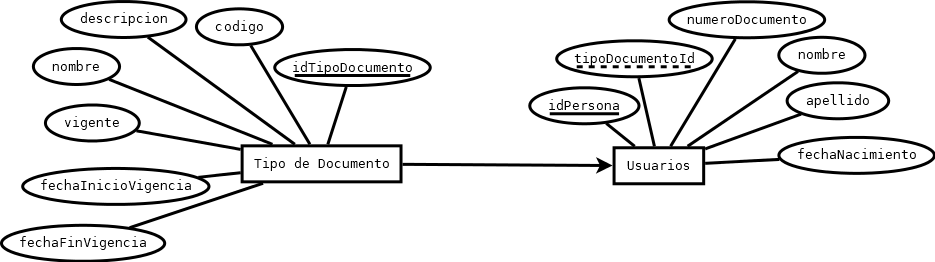 descripcion
codigo
numeroDocumento
nombre
idTipoDocumento
tipoDocumentoId
nombre
vigente
idPersona
apellido
Tipo de Documento
Usuarios
fechaNacimiento
fechaInicioVigencia
fechaFinVigencia